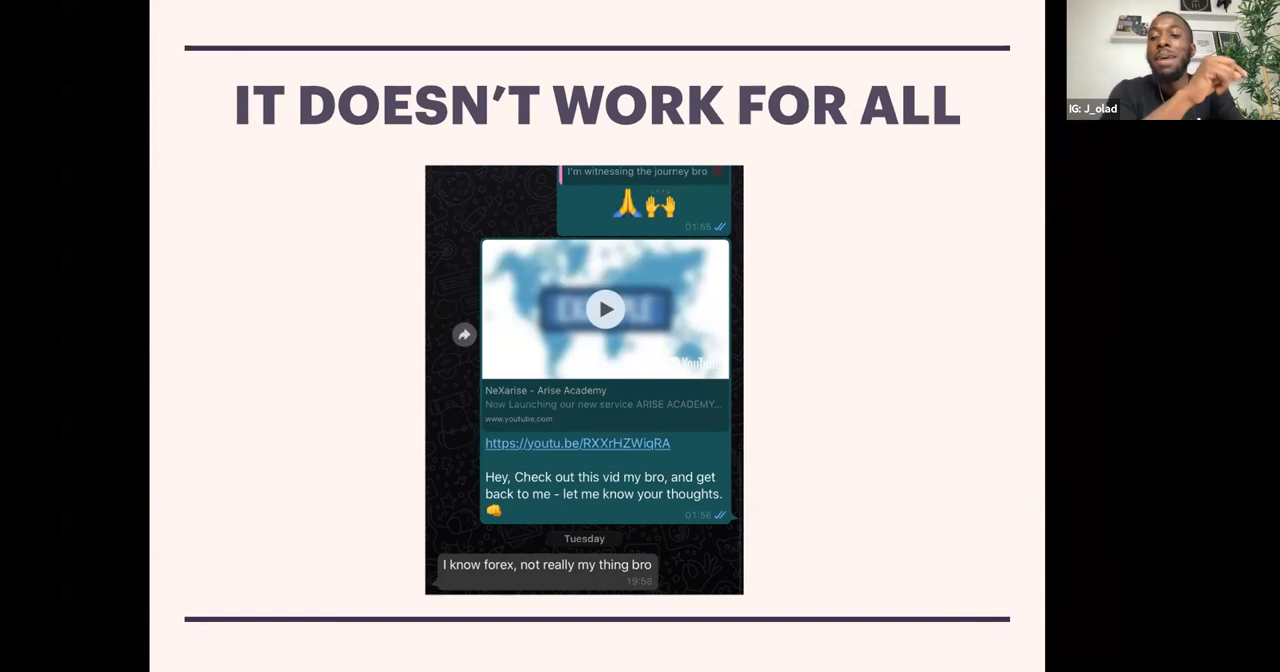 IT DOESN’T WORK FOR ALL
IG: J_olad
I'm witnessing the journey bro
🙏🙌
01:55
YouTube
NeXarise - Arise Academy
Now Launching our new service ARISE ACADEMY...
www.youtube.com
https://youtu.be/RXXrHZWiqRA
Hey, Check out this vid my bro, and get
back to me - let me know your thoughts.
👊
01:56
Tuesday
I know forex, not really my thing bro
19:58